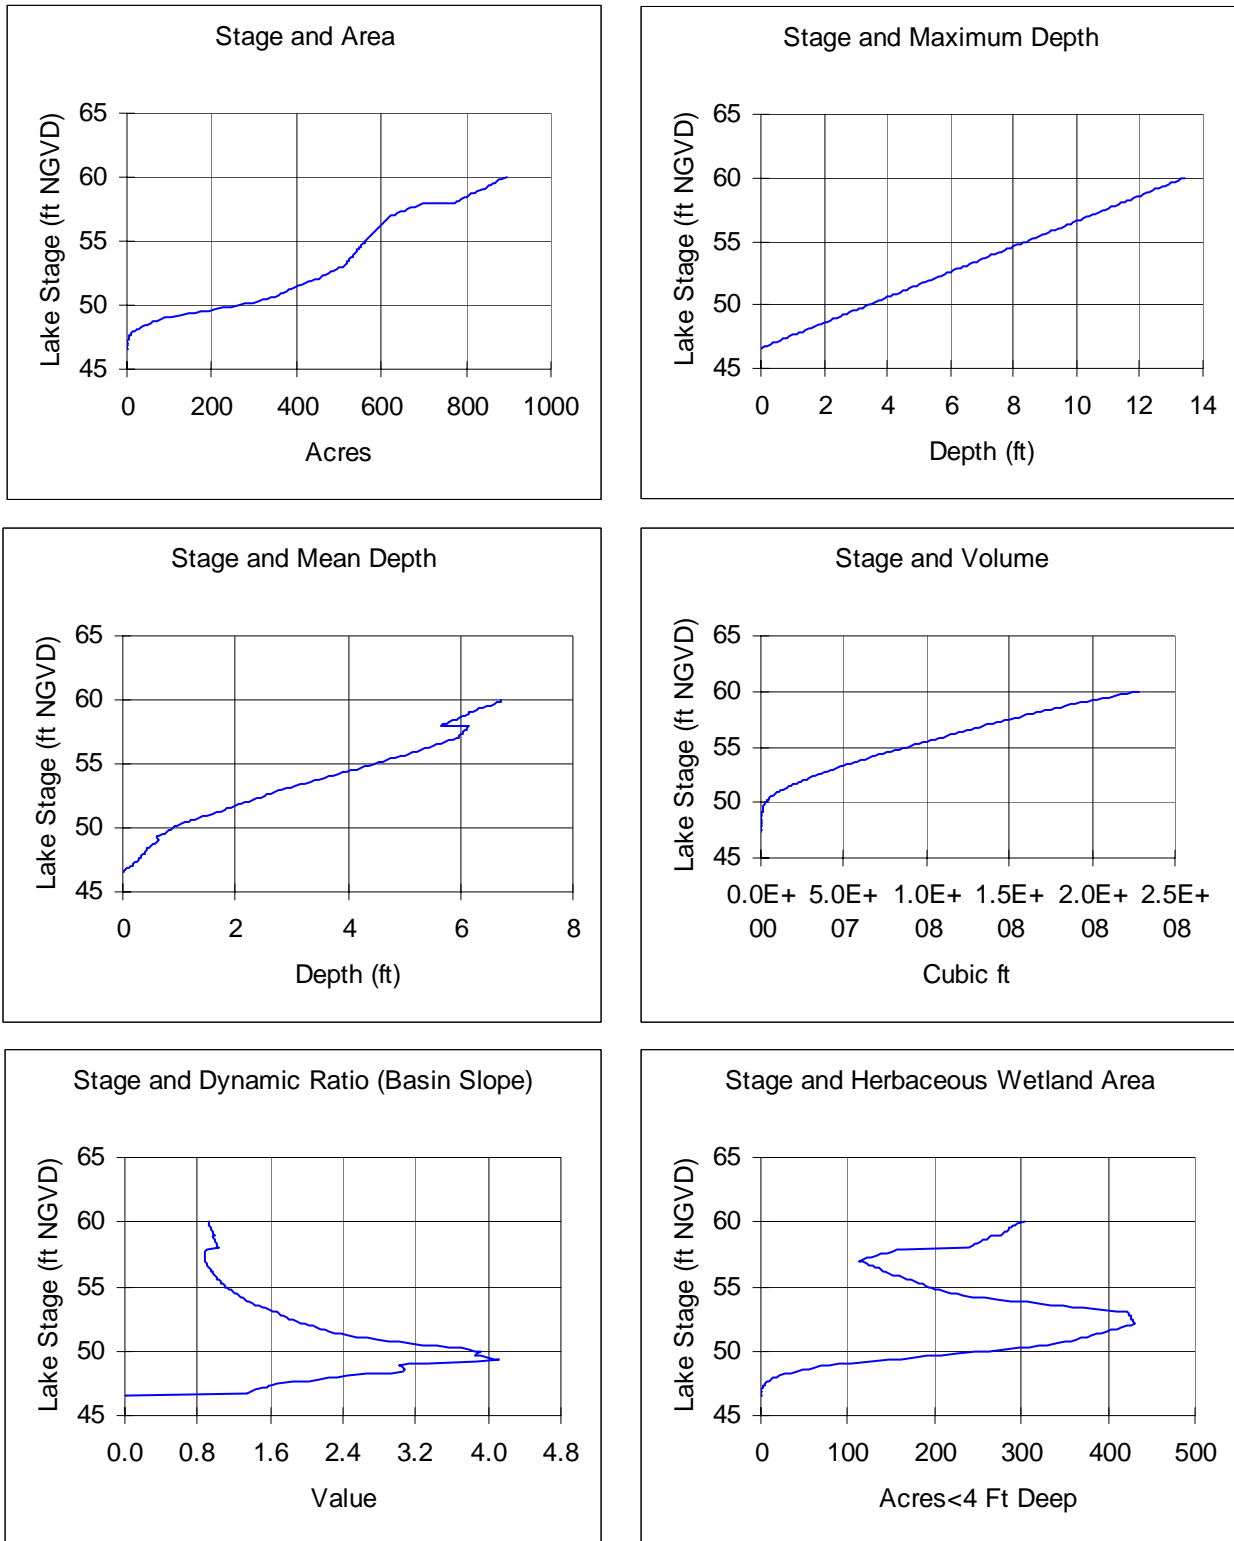 Stage and Area
Lake Stage (ft NGVD)
65
60
55
50
45
0 200 400 600 800 1000
Acres
Stage and Maximum Depth
Lake Stage (ft NGVD)
65
60
55
50
45
0 2 4 6 8 10 12 14
Depth (ft)
Stage and Mean Depth
Lake Stage (ft NGVD)
65
60
55
50
45
0 2 4 6 8
Depth (ft)
Stage and Volume
Lake Stage (ft NGVD)
65
60
55
50
45
0.0E+ 5.0E+ 1.0E+ 1.5E+ 2.0E+ 2.5E+
00 07 08 08 08 08
Cubic ft
Stage and Dynamic Ratio (Basin Slope)
Lake Stage (ft NGVD)
65
60
55
50
45
0.0 0.8 1.6 2.4 3.2 4.0 4.8
Value
Stage and Herbaceous Wetland Area
Lake Stage (ft NGVD)
65
60
55
50
45
0 100 200 300 400 500
Acres<4 Ft Deep